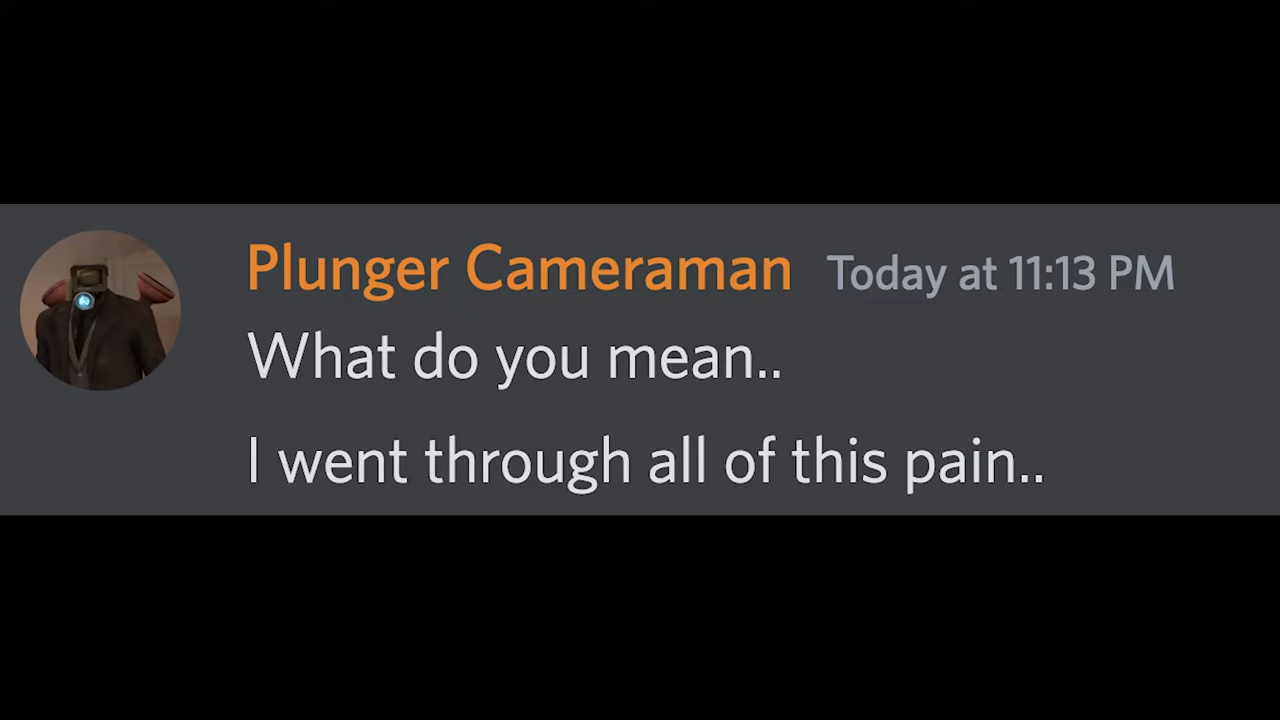 Plunger Cameraman Today at 11:13 PM
What do you mean..
I went through all of this pain..